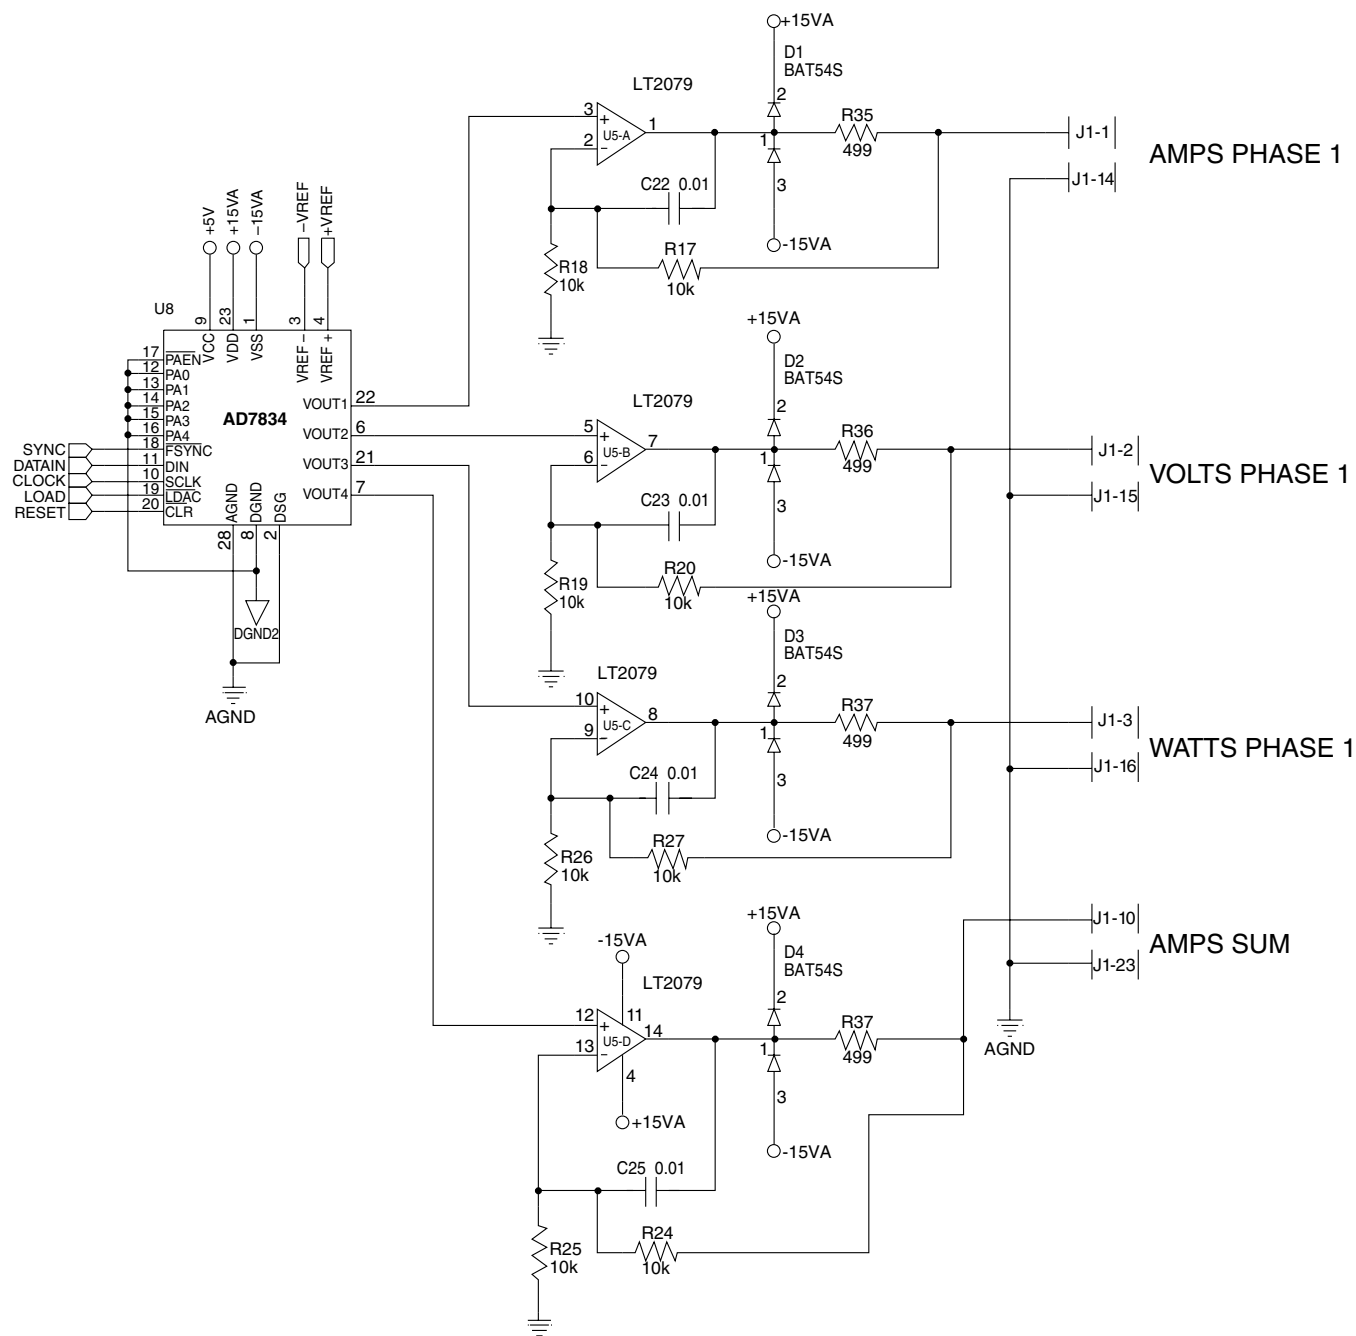 +15VA
D1
BAT54S
LT2079
2
3
+
U5-A
1
2
−
1
3
R35
499
J1-1
AMPS PHASE 1
J1-14
C22 0.01
-15VA
R18
10k
R17
10k
+5V
+15VA
−15VA
−VREF
+VREF
U8
9
23
1
3
4
VCC
VDD
VSS
VREF −
VREF +
17
PAEN
12
PA0
13
PA1
14
PA2
15
PA3
16
PA4
18
FSYNC
11
DIN
10
SCLK
19
LDAC
20
CLR
SYNC
DATAIN
CLOCK
LOAD
RESET
AD7834
VOUT1
22
VOUT2
6
VOUT3
21
VOUT4
7
AGND
DGND
DSG
28
8
2
DGND2
AGND
+15VA
D2
BAT54S
LT2079
2
5
+
U5-B
7
6
−
1
3
R36
499
J1-2
VOLTS PHASE 1
J1-15
C23 0.01
-15VA
R19
10k
R20
10k
+15VA
D3
BAT54S
LT2079
2
10
+
U5-C
8
9
−
1
3
R37
499
J1-3
WATTS PHASE 1
J1-16
C24 0.01
-15VA
R26
10k
R27
10k
+15VA
D4
BAT54S
-15VA
LT2079
2
12
+
11
U5-D
14
13
−
4
+15VA
1
3
R37
499
J1-10
AMPS SUM
J1-23
AGND
-15VA
C25 0.01
R25
10k
R24
10k